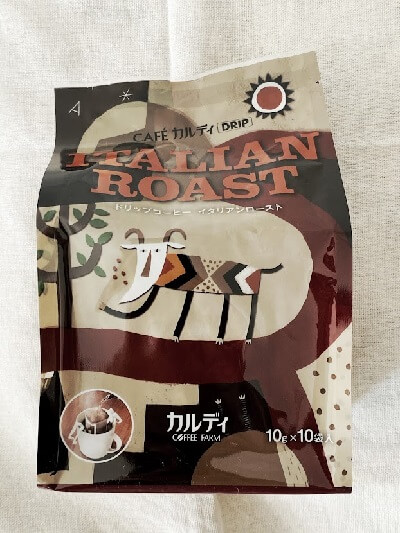 CAFÉ カルディ [DRIP]
ITALIAN
ROAST
ドリップコーヒー イタリアンロースト
カルディ
COFFEE FARM
10g×10袋入